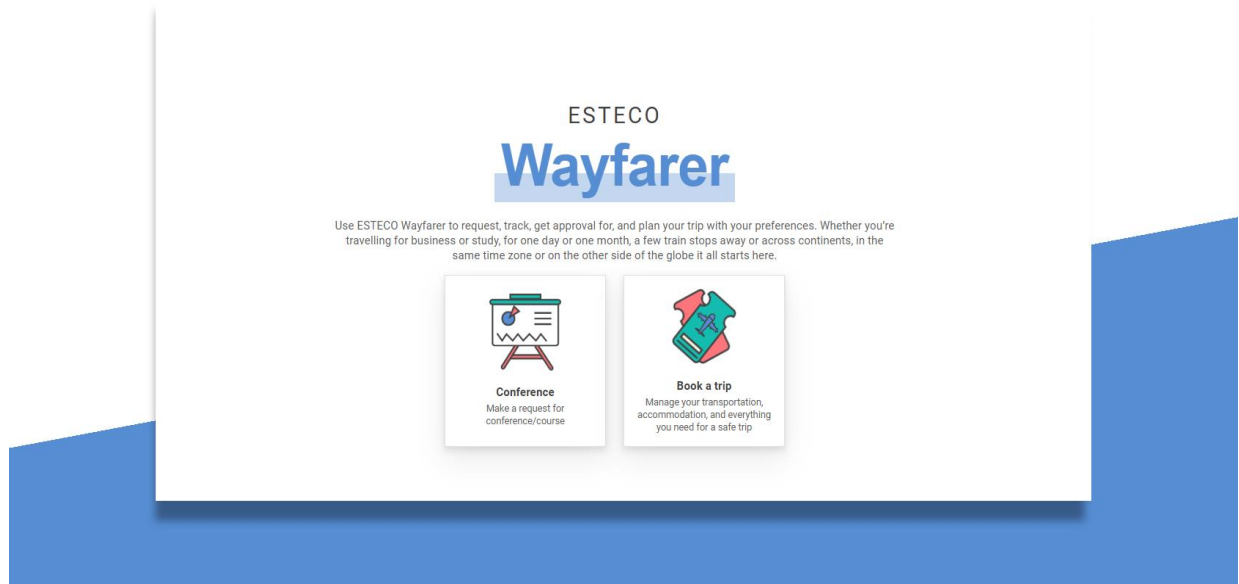 ESTECO
Wayfarer
Use ESTECO Wayfarer to request, track, get approval for, and plan your trip with your preferences. Whether you're
travelling for business or study, for one day or one month, a few train stops away or across continents, in the
same time zone or on the other side of the globe it all starts here.
Conference
Make a request for
conference/course
Book a trip
Manage your transportation,
accommodation, and everything
you need for a safe trip